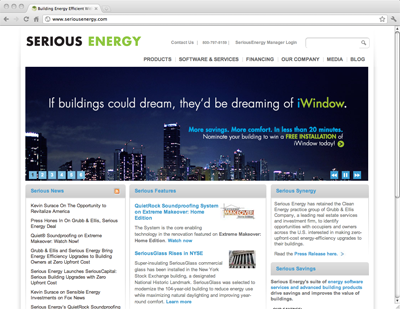 Building Energy Efficient Win
www.seriousenergy.com
SERIOUS ENERGY
Contact Us | 800-797-8159 | SeriousEnergy Manager Login
PRODUCTS | SOFTWARE & SERVICES | FINANCING | OUR COMPANY | MEDIA | BLOG
If buildings could dream, they'd be dreaming of iWindow.
More savings. More comfort. In less than 20 minutes.
Nominate your building to win a FREE INSTALLATION of
iWindow today!
1 2 3 4 5 6 7
Serious News
Kevin Surace On The Opportunity to
Revitalize America
Press Hones In On Grubb & Ellis, Serious
Energy Deal
Quiet! Soundproofing on Extreme
Makeover: Watch Now!
Grubb & Ellis and Serious Energy Bring
Energy Efficiency Upgrades to Building
Owners at Zero Upfront Cost
Serious Energy Launches SeriousCapital:
Serious Building Upgrades with Zero
Upfront Cost
Kevin Surace on Sensible Energy
Investments on Fox News
Serious Energy's QuietRock Soundproofing
Serious Features
QuietRock Soundproofing System
on Extreme Makeover: Home
Edition
The System is the core enabling
technology in the renovation featured on Extreme Makeover:
Home Edition. Watch now
SeriousGlass Rises in NYSE
Super-insulating SeriousGlass commercial
glass has been installed in the New York
Stock Exchange building, a designated
National Historic Landmark. SeriousGlass was selected to
modernize the 104-year-old building to reduce energy use
while maximizing natural daylighting and improving year-
round comfort. Learn more
Serious Synergy
Serious Energy has retained the Clean
Energy practice group of Grubb & Ellis
Company, a leading real estate services
and investment firm, to identify
opportunities with occupiers and owners
across the U.S. interested in making zero-
upfront-cost energy-efficiency upgrades to
their buildings.
Read the Press Release here.
Serious Savings
Serious Energy's suite of energy software
services and advanced building products
drive savings and improve the value of
buildings.